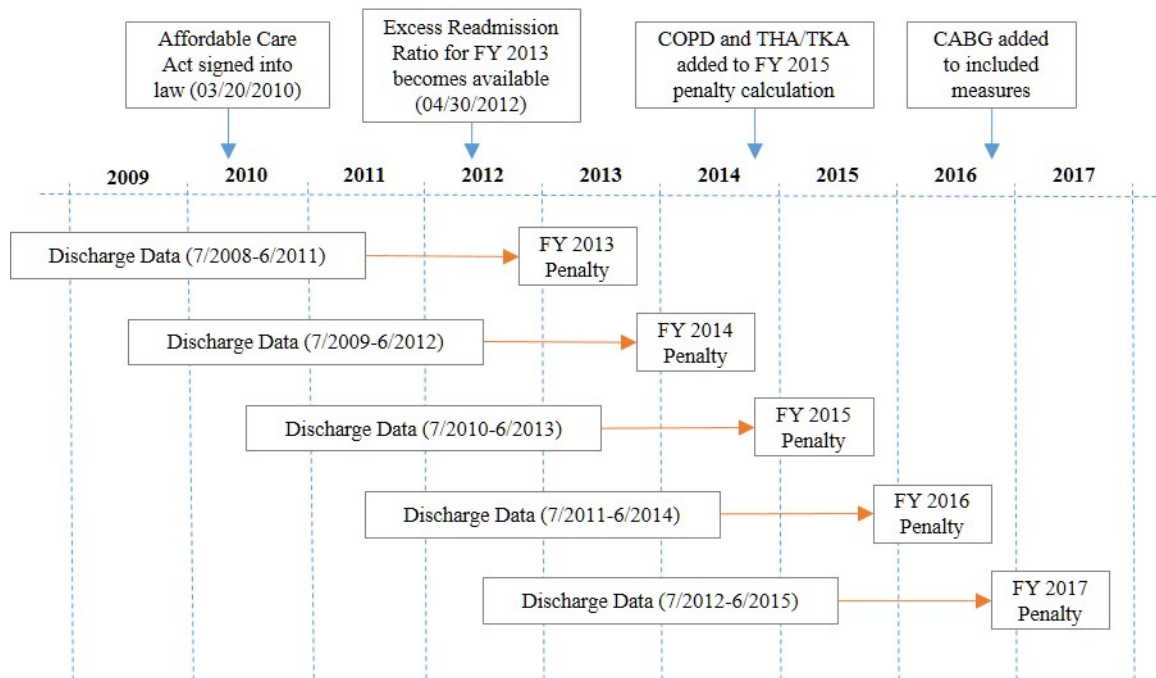 Affordable Care
Act signed into
law (03/20/2010)
Excess Readmission
Ratio for FY 2013
becomes available
(04/30/2012)
COPD and THA/TKA
added to FY 2015
penalty calculation
CABG added
to included
measures
2009 2010 2011 2012 2013 2014 2015 2016 2017
Discharge Data (7/2008-6/2011)
FY 2013
Penalty
Discharge Data (7/2009-6/2012)
FY 2014
Penalty
Discharge Data (7/2010-6/2013)
FY 2015
Penalty
Discharge Data (7/2011-6/2014)
FY 2016
Penalty
Discharge Data (7/2012-6/2015)
FY 2017
Penalty